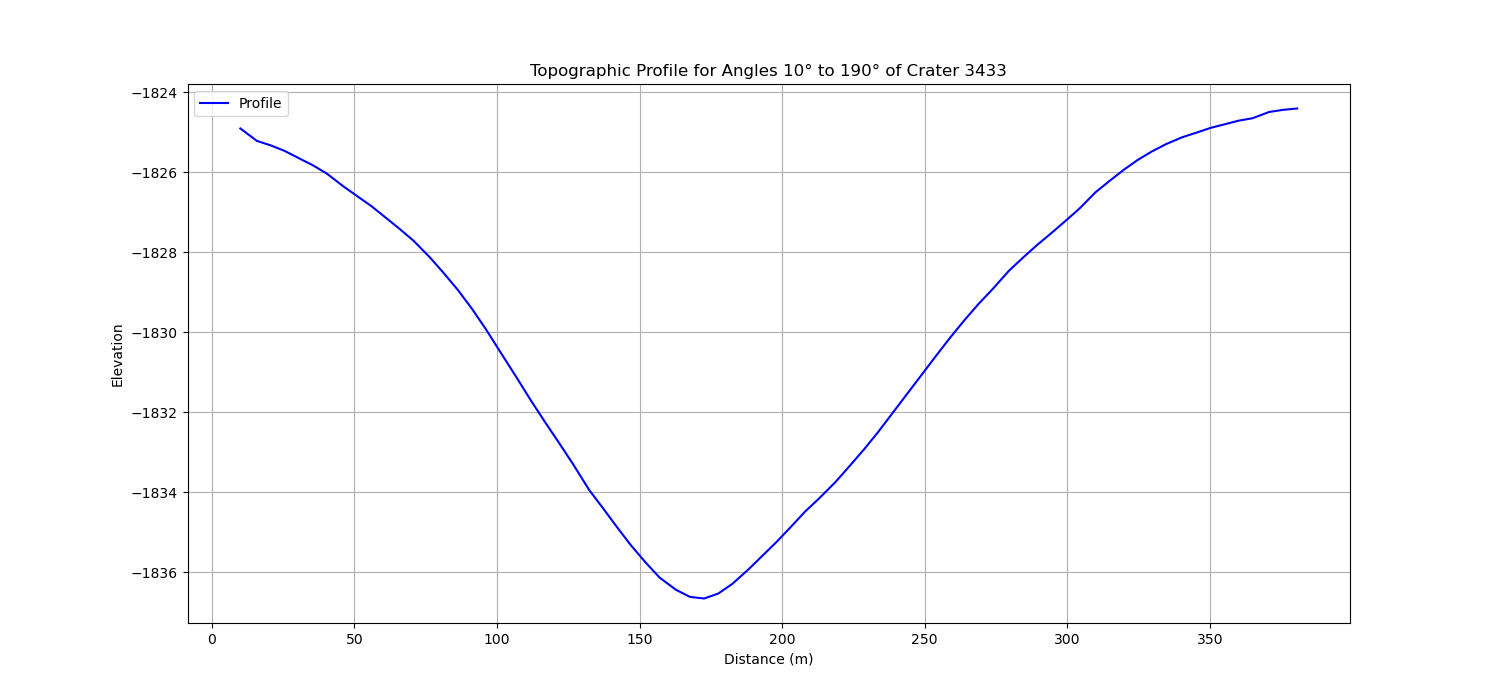 Topographic Profile for Angles 10° to 190° of Crater 3433
Profile
−1824
−1826
−1828
−1830
−1832
−1834
−1836
Elevation
0 50 100 150 200 250 300 350
Distance (m)